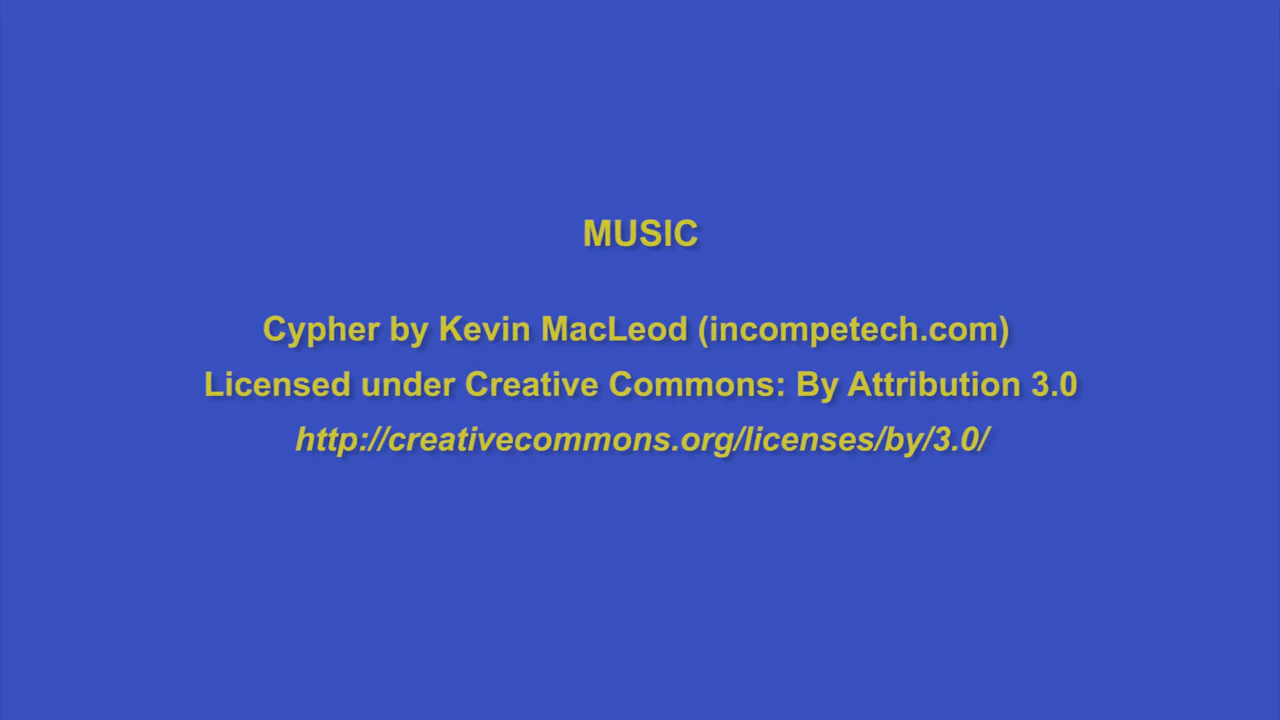 MUSIC
Cypher by Kevin MacLeod (incompetech.com)
Licensed under Creative Commons: By Attribution 3.0
http://creativecommons.org/licenses/by/3.0/